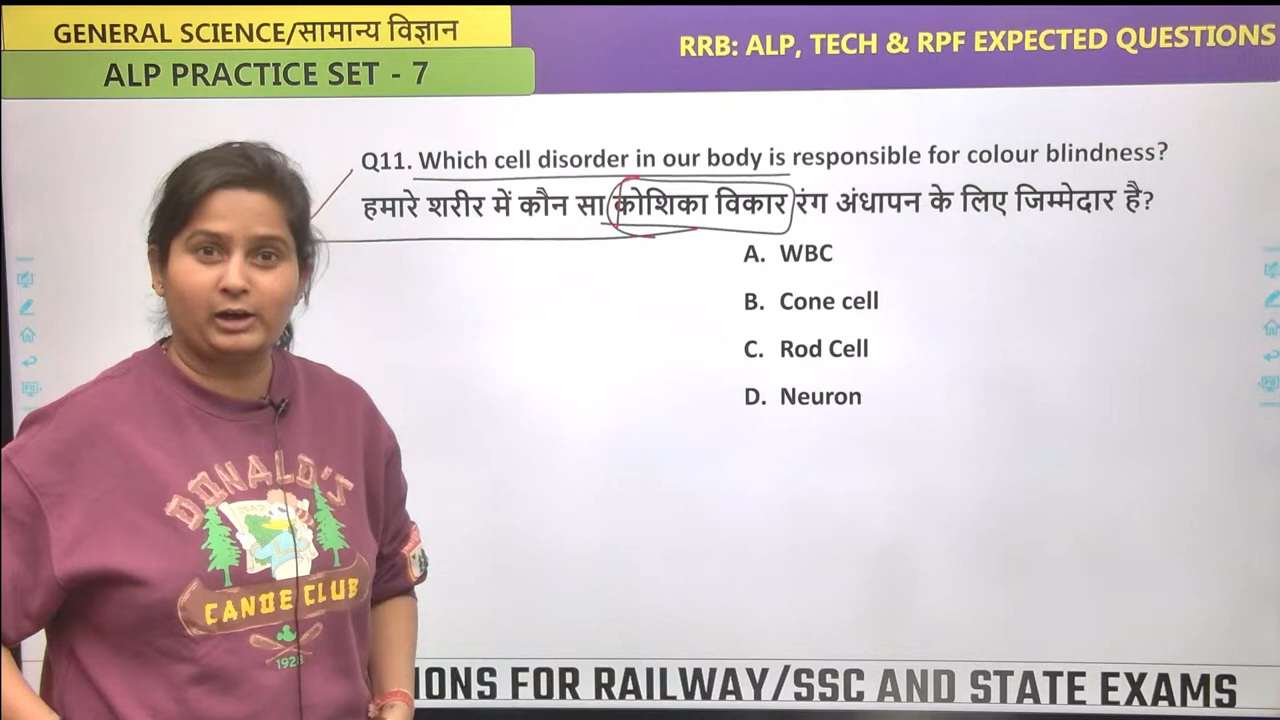 GENERAL SCIENCE/सामान्य विज्ञान
ALP PRACTICE SET - 7
RRB: ALP, TECH & RPF EXPECTED QUESTIONS
Q11. Which cell disorder in our body is responsible for colour blindness?
हमारे शरीर में कौन सा कोशिका विकार रंग अंधापन के लिए जिम्मेदार है?
A. WBC
B. Cone cell
C. Rod Cell
D. Neuron
DONALD'S
CANOE CLUB
IONS FOR RAILWAY/SSC AND STATE EXAMS